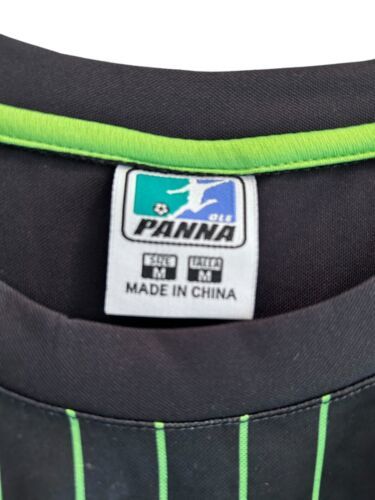 OLE
PANNA
SIZE TALLA
M M
MADE IN CHINA